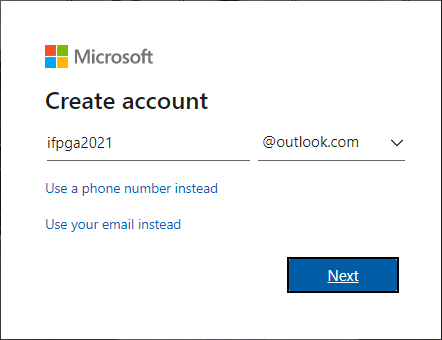 Microsoft
Create account
ifpga2021 @outlook.com
Use a phone number instead
Use your email instead
Next